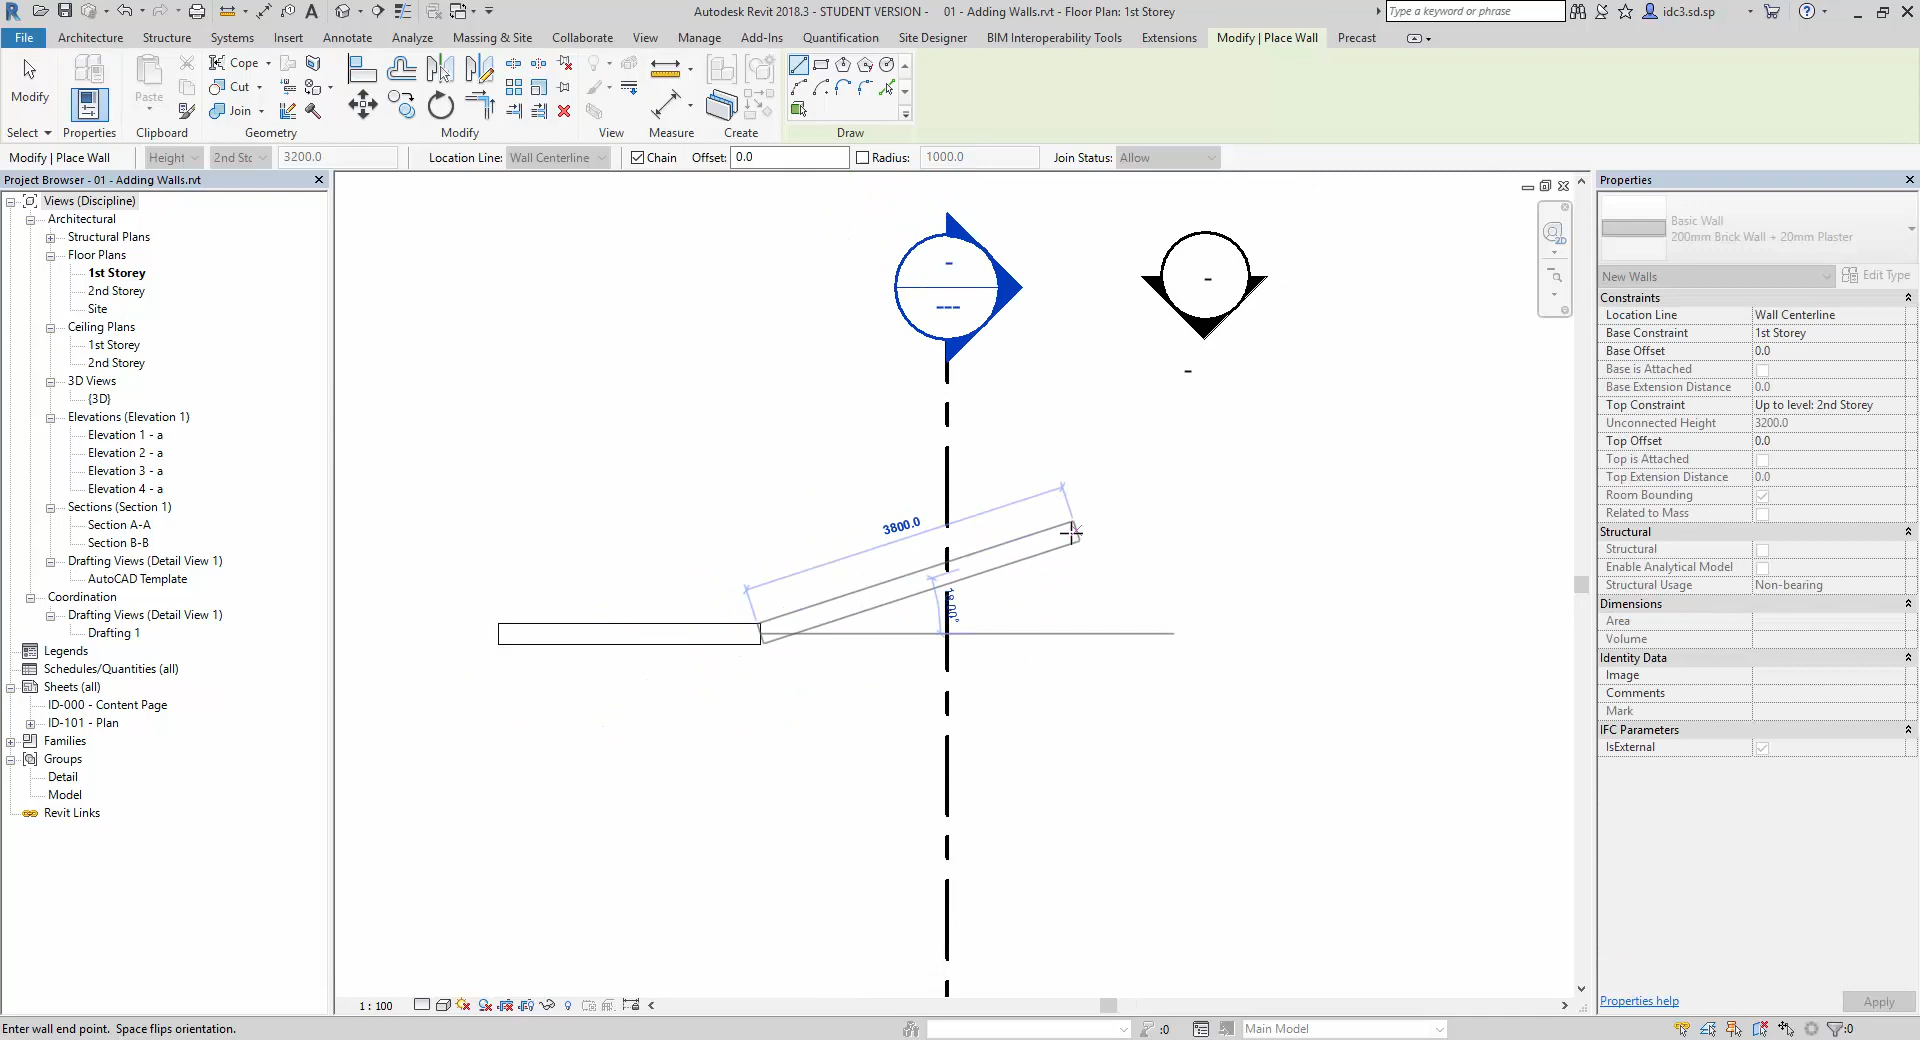 Autodesk Revit 2018.3 - STUDENT VERSION - 01 - Adding Walls.rvt - Floor Plan: 1st Storey
Type a keyword or phrase
idc3.sd.sp
File Architecture Structure Systems Insert Annotate Analyze Massing & Site Collaborate View Manage Add-Ins Quantification Site Designer BIM Interoperability Tools Extensions Modify | Place Wall Precast
Modify
Paste
Cope
Cut
Join
Select Properties Clipboard Geometry Modify View Measure Create Draw
Modify | Place Wall Height 2nd Stc 3200.0 Location Line: Wall Centerline Chain Offset: 0.0 Radius: 1000.0 Join Status: Allow
Project Browser - 01 - Adding Walls.rvt
Views (Discipline)
Architectural
Structural Plans
Floor Plans
1st Storey
2nd Storey
Site
Ceiling Plans
1st Storey
2nd Storey
3D Views
{3D}
Elevations (Elevation 1)
Elevation 1 - a
Elevation 2 - a
Elevation 3 - a
Elevation 4 - a
Sections (Section 1)
Section A-A
Section B-B
Drafting Views (Detail View 1)
AutoCAD Template
Coordination
Drafting Views (Detail View 1)
Drafting 1
Legends
Schedules/Quantities (all)
Sheets (all)
ID-000 - Content Page
ID-101 - Plan
Families
Groups
Detail
Model
Revit Links
-
---
-
-
3800.0
18.00°
2D
Properties
Basic Wall
200mm Brick Wall + 20mm Plaster
New Walls Edit Type
Constraints
Location Line Wall Centerline
Base Constraint 1st Storey
Base Offset 0.0
Base is Attached
Base Extension Distance 0.0
Top Constraint Up to level: 2nd Storey
Unconnected Height 3200.0
Top Offset 0.0
Top is Attached
Top Extension Distance 0.0
Room Bounding
Related to Mass
Structural
Structural
Enable Analytical Model
Structural Usage Non-bearing
Dimensions
Area
Volume
Identity Data
Image
Comments
Mark
IFC Parameters
IsExternal
Properties help Apply
1 : 100
Enter wall end point. Space flips orientation.
:0 Main Model :0